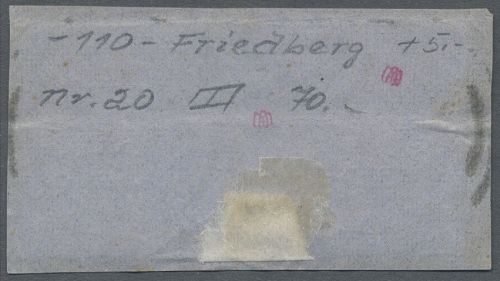 -110- Friedberg +5.-
nr. 20 II 70.-